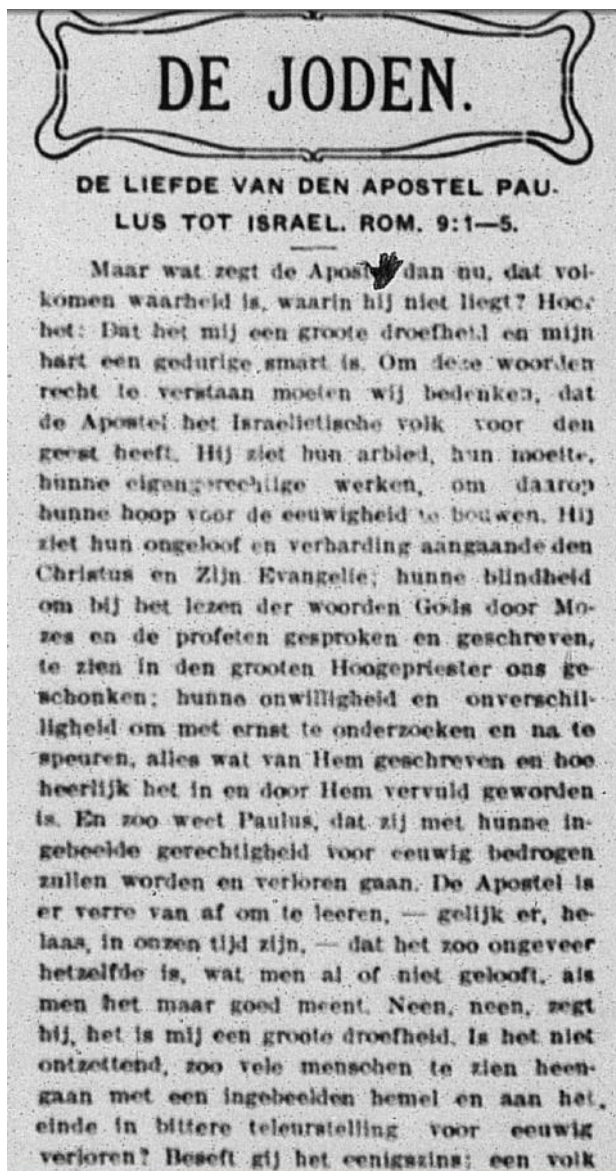 DE JODEN.
DE LIEFDE VAN DEN APOSTEL PAU-
LUS TOT ISRAEL. ROM. 9:1—5.
Maar wat zegt de Apostel dan nu, dat vol-
komen waarheid is, waarin hij niet liegt? Hoor
het: Dat het mij een groote droefheid en mijn
hart een gedurige smart is. Om deze woorden
recht te verstaan moeten wij bedenken, dat
de Apostel het Israelietische volk voor den
geest heeft. Hij ziet hun arbied, hun moeite,
hunne eigengerechtige werken, om daarop
hunne hoop voor de eeuwigheid te bouwen. Hij
ziet hun ongeloof en verharding aangaande den
Christus en Zijn Evangelie; hunne blindheid
om bij het lezen der woorden Gods door Mo-
zes en de profeten gesproken en geschreven,
te zien in den grooten Hoogepriester ons ge-
schonken; hunne onwilligheid en onverschil-
ligheid om met ernst te onderzoeken en na te
speuren, alles wat van Hem geschreven en hoe
heerlijk het in en door Hem vervuld geworden
is. En zoo weet Paulus, dat zij met hunne in-
gebeelde gerechtigheid voor eeuwig bedrogen
zullen worden en verloren gaan. De Apostel is
er verre van af om te leeren, — gelijk er, he-
laas, in onzen tijd zijn, — dat het zoo ongeveer
hetzelfde is, wat men al of niet gelooft, als
men het maar goed meent. Neen, neen, zegt
hij, het is mij een groote droefheid. Is het niet
ontzettend, zoo vele menschen te zien heen-
gaan met een ingebeelden hemel en aan het
einde in bittere teleurstelling voor eeuwig
verloren? Beseft gij het eenigszins; een volk